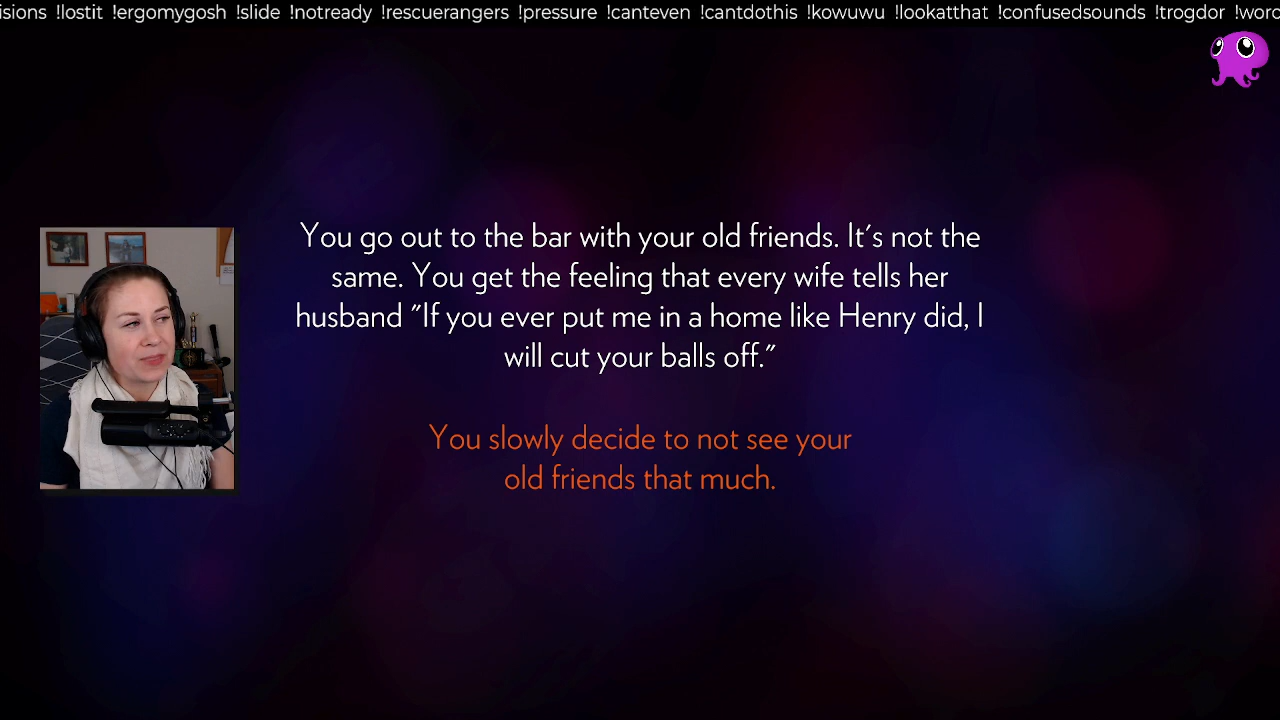 isions !lostit !ergomygosh !slide !notready !rescuerangers !pressure !canteven !cantdothis !kowuwu !lookatthat !confusedsounds !trogdor !word
You go out to the bar with your old friends. It's not the
same. You get the feeling that every wife tells her
husband "If you ever put me in a home like Henry did, I
will cut your balls off."
You slowly decide to not see your
old friends that much.